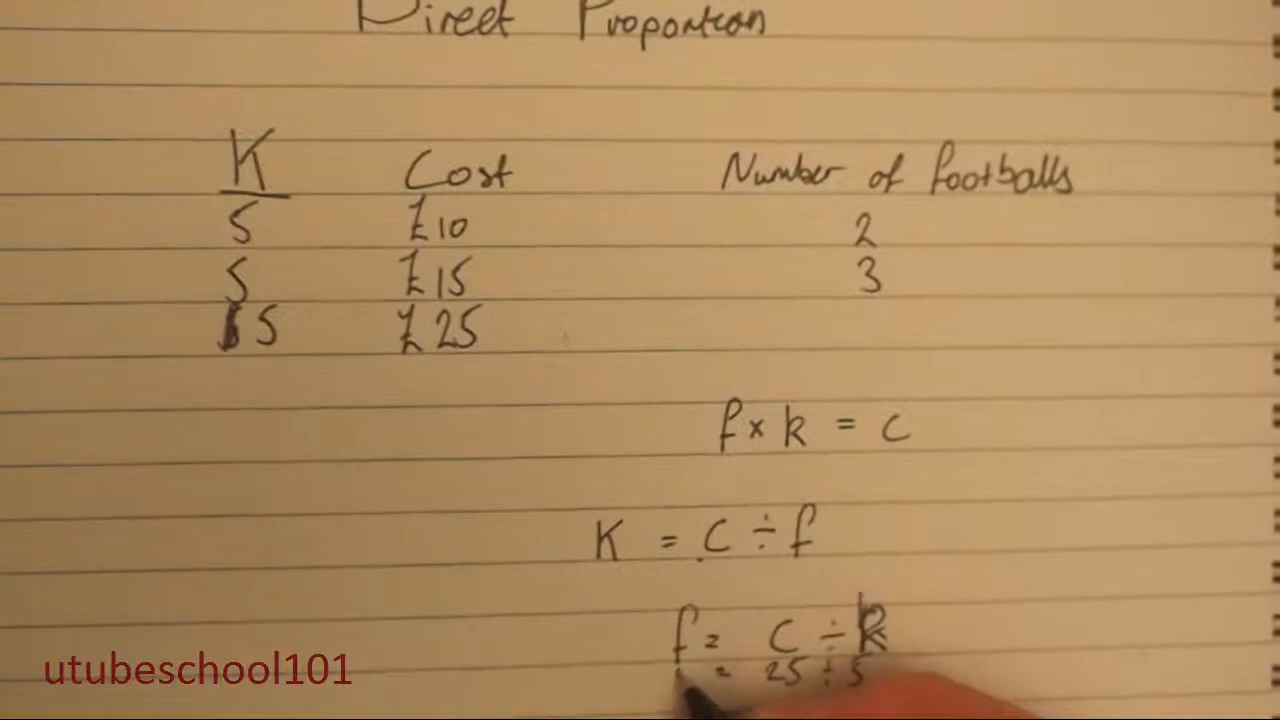 Direct Proportion
K Cost Number of footballs
5 £10 2
5 £15 3
5 £25
f × k = c
K = c ÷ f
f = c ÷ k
= 25 ÷ 5
utubeschool101